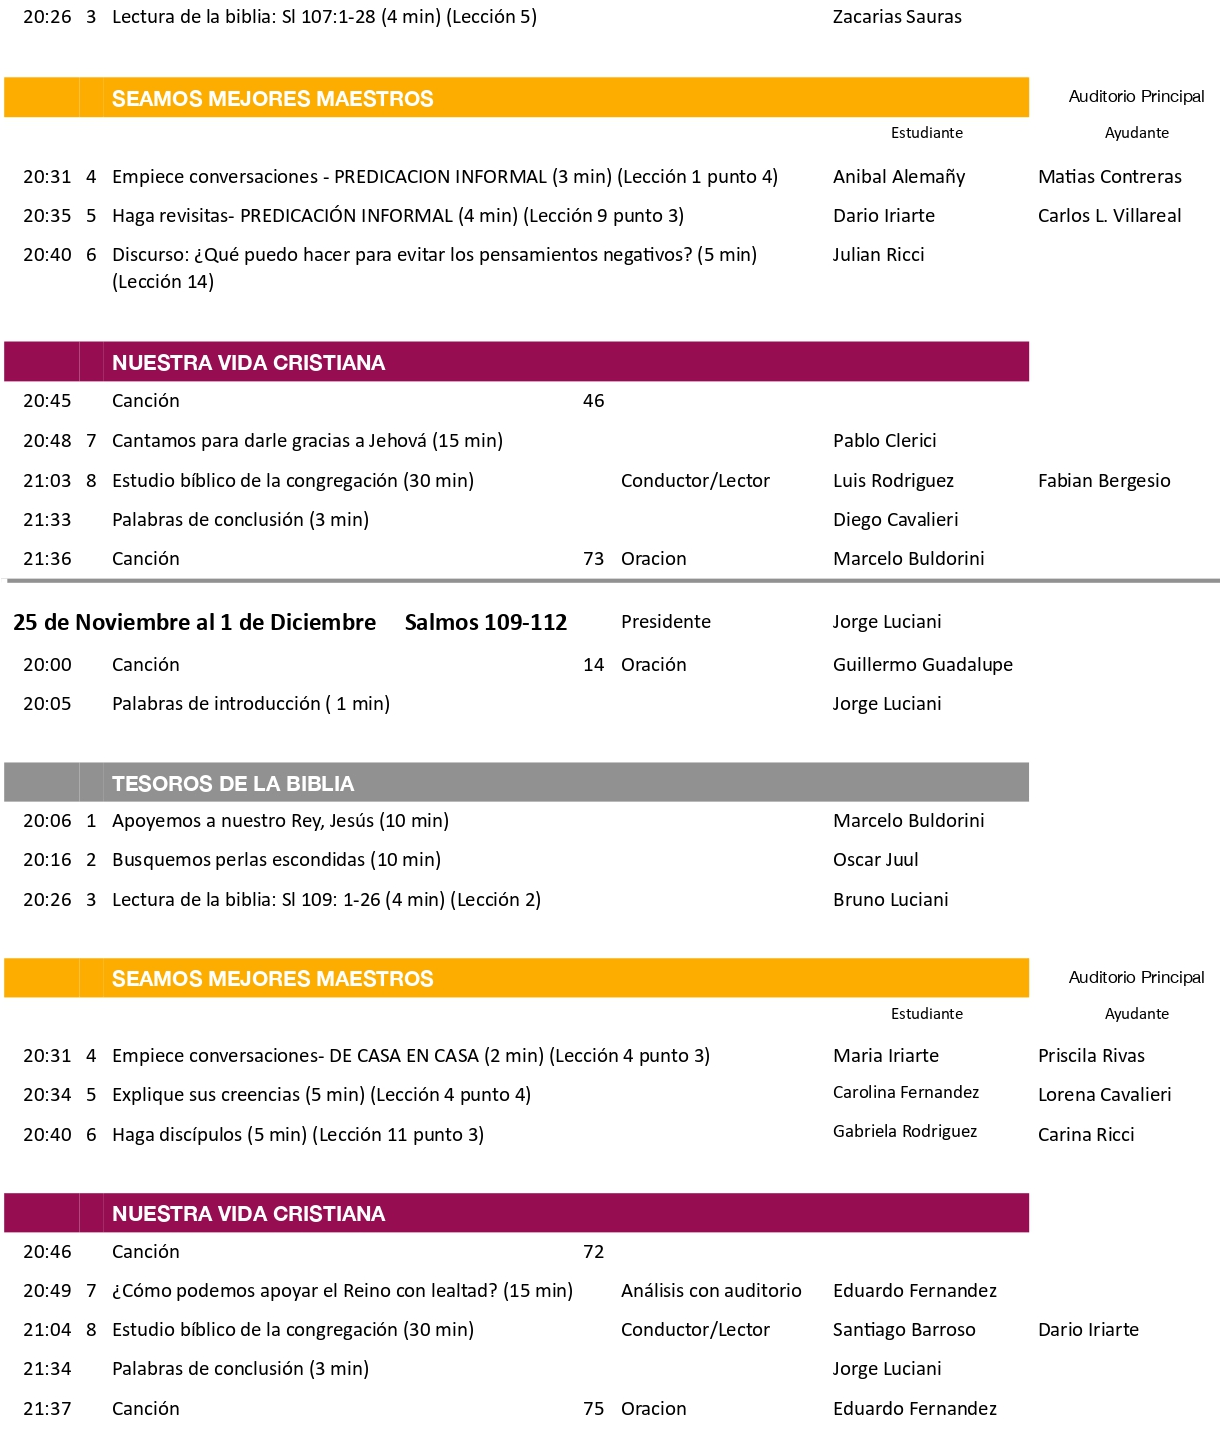 20:26 3 Lectura de la biblia: Sl 107:1-28 (4 min) (Lección 5) Zacarias Sauras
SEAMOS MEJORES MAESTROS Auditorio Principal
Estudiante Ayudante
20:31 4 Empiece conversaciones - PREDICACION INFORMAL (3 min) (Lección 1 punto 4) Anibal Alemañy Matias Contreras
20:35 5 Haga revisitas- PREDICACIÓN INFORMAL (4 min) (Lección 9 punto 3) Dario Iriarte Carlos L. Villareal
20:40 6 Discurso: ¿Qué puedo hacer para evitar los pensamientos negativos? (5 min) Julian Ricci
(Lección 14)
NUESTRA VIDA CRISTIANA
20:45 Canción 46
20:48 7 Cantamos para darle gracias a Jehová (15 min) Pablo Clerici
21:03 8 Estudio bíblico de la congregación (30 min) Conductor/Lector Luis Rodriguez Fabian Bergesio
21:33 Palabras de conclusión (3 min) Diego Cavalieri
21:36 Canción 73 Oracion Marcelo Buldorini
25 de Noviembre al 1 de Diciembre Salmos 109-112 Presidente Jorge Luciani
20:00 Canción 14 Oración Guillermo Guadalupe
20:05 Palabras de introducción ( 1 min) Jorge Luciani
TESOROS DE LA BIBLIA
20:06 1 Apoyemos a nuestro Rey, Jesús (10 min) Marcelo Buldorini
20:16 2 Busquemos perlas escondidas (10 min) Oscar Juul
20:26 3 Lectura de la biblia: Sl 109: 1-26 (4 min) (Lección 2) Bruno Luciani
SEAMOS MEJORES MAESTROS Auditorio Principal
Estudiante Ayudante
20:31 4 Empiece conversaciones- DE CASA EN CASA (2 min) (Lección 4 punto 3) Maria Iriarte Priscila Rivas
20:34 5 Explique sus creencias (5 min) (Lección 4 punto 4) Carolina Fernandez Lorena Cavalieri
20:40 6 Haga discípulos (5 min) (Lección 11 punto 3) Gabriela Rodriguez Carina Ricci
NUESTRA VIDA CRISTIANA
20:46 Canción 72
20:49 7 ¿Cómo podemos apoyar el Reino con lealtad? (15 min) Análisis con auditorio Eduardo Fernandez
21:04 8 Estudio bíblico de la congregación (30 min) Conductor/Lector Santiago Barroso Dario Iriarte
21:34 Palabras de conclusión (3 min) Jorge Luciani
21:37 Canción 75 Oracion Eduardo Fernandez